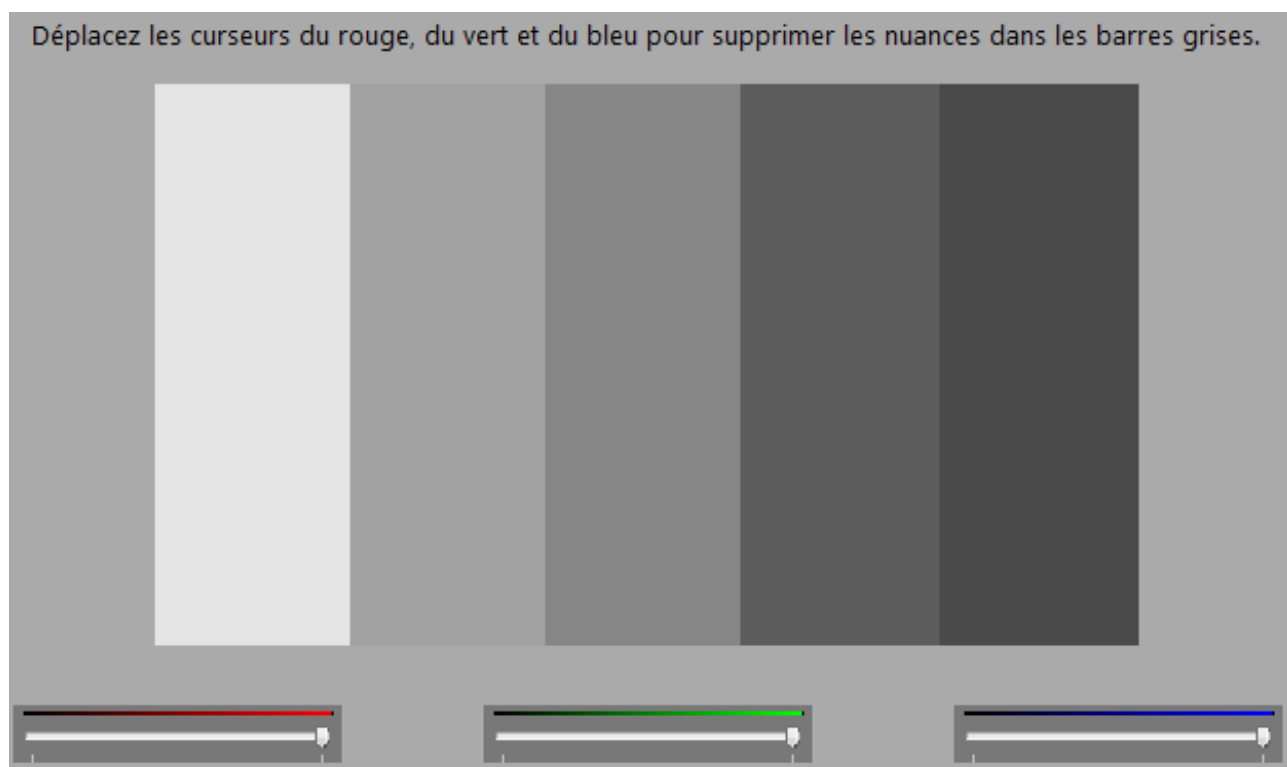 Déplacez les curseurs du rouge, du vert et du bleu pour supprimer les nuances dans les barres grises.